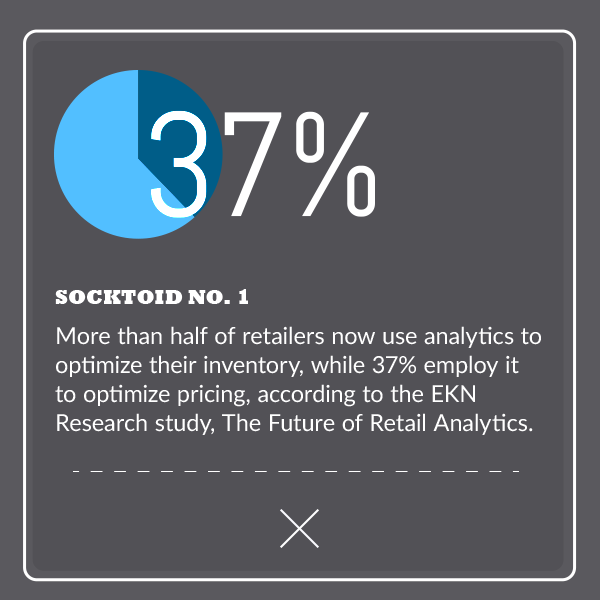 37%
SOCKTOID NO. 1
More than half of retailers now use analytics to
optimize their inventory, while 37% employ it
to optimize pricing, according to the EKN
Research study, The Future of Retail Analytics.